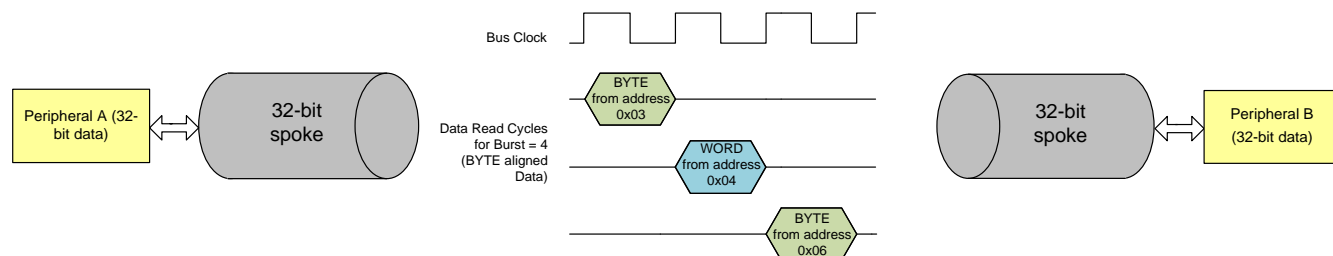 Bus Clock
Peripheral A (32-
bit data)
32-bit
spoke
Data Read Cycles
for Burst = 4
(BYTE aligned
Data)
BYTE
from address
0x03
WORD
from address
0x04
BYTE
from address
0x06
32-bit
spoke
Peripheral B
(32-bit data)